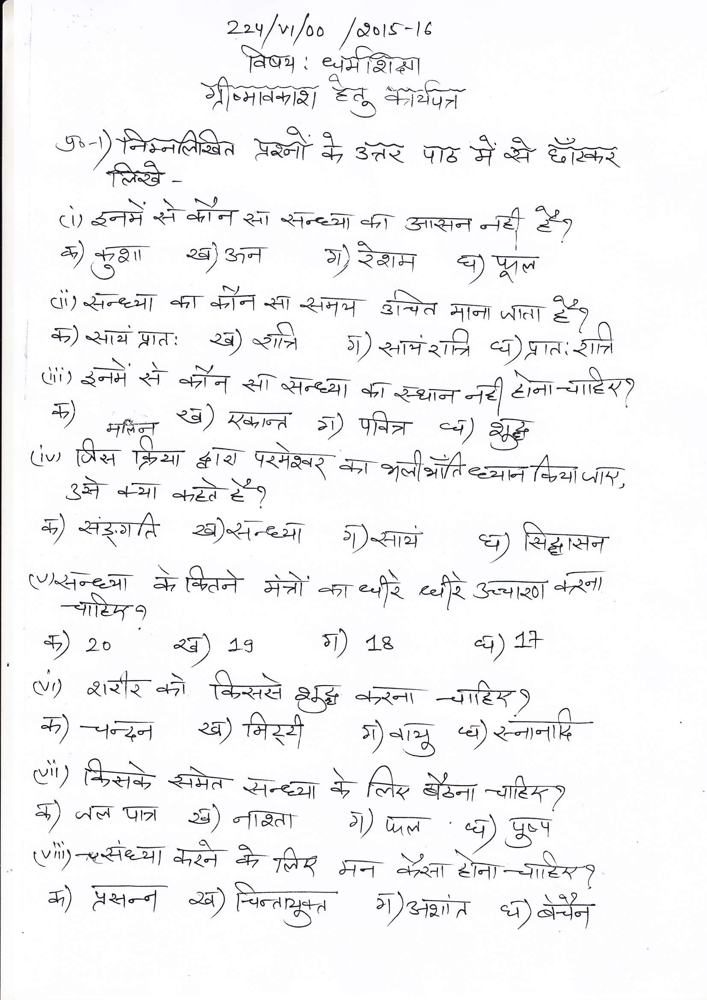 224/VI/00 /2015-16
विषय: धर्मशिक्षा
ग्रीष्मावकाश हेतु कार्यपत्र
प्र०-1) निम्नलिखित प्रश्नों के उत्तर पाठ में से छाँटकर
लिखे -
(i) इनमें से कौन सा सन्ध्या का आसन नही है?
क) कुशा ख) ऊन ग) रेशम घ) फूल
(ii) सन्ध्या का कौन सा समय उचित माना जाता है?
क) सायं प्रात: ख) रात्रि ग) सायं रात्रि घ) प्रात: रात्रि
(iii) इनमें से कौन सा सन्ध्या का स्थान नही होना चाहिए?
क) मलिन ख) एकान्त ग) पवित्र घ) शुद्ध
(iv) जिस क्रिया द्वारा परमेश्वर का भलीभाँति ध्यान किया जाए,
उसे क्या कहते है?
क) संङ्गति ख) सन्ध्या ग) सायं घ) सिद्धासन
(v) सन्ध्या के कितने मंत्रों का धीरे धीरे उच्चारण करना
चाहिए?
क) 20 ख) 19 ग) 18 घ) 17
(vi) शरीर को किससे शुद्ध करना चाहिए?
क) चन्दन ख) मिट्टी ग) वायु घ) स्नानादि
(vii) किसके समेत सन्ध्या के लिए बैठना चाहिए?
क) जल पात्र ख) नाश्ता ग) फल घ) पुष्प
(viii) संध्या करने के लिए मन कैसा होना चाहिए?
क) प्रसन्न ख) चिन्तायुक्त ग) अशांत घ) बेचैन